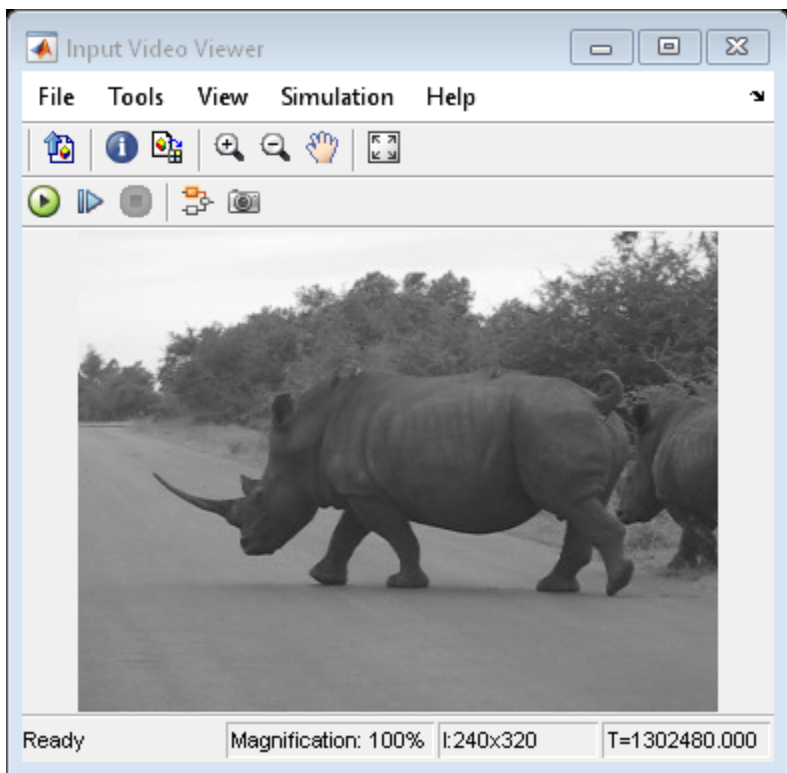 Input Video Viewer
File Tools View Simulation Help
Ready Magnification: 100% I:240x320 T=1302480.000